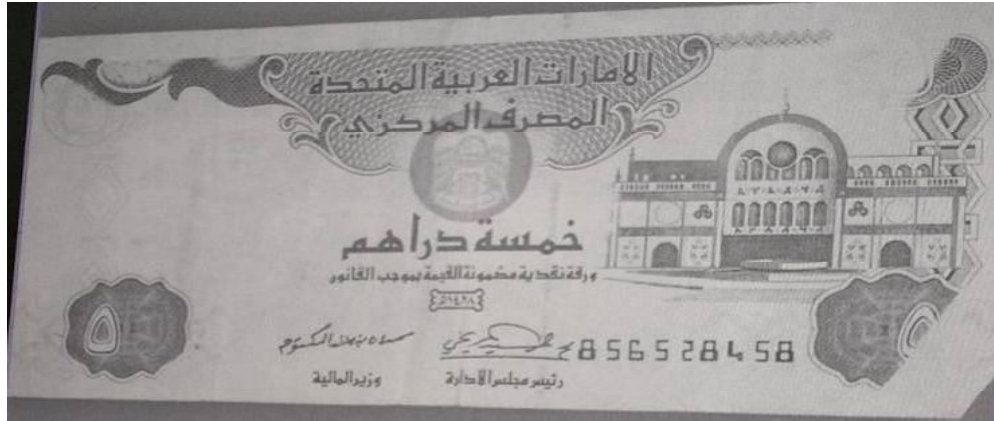 الامارات العربية المتحدة
المصرف المركزي
خمسة دراهم
ورقة نقدية مضمونة القيمة بموجب القانون
٥
856528458
رئيس مجلس الادارة
وزير المالية